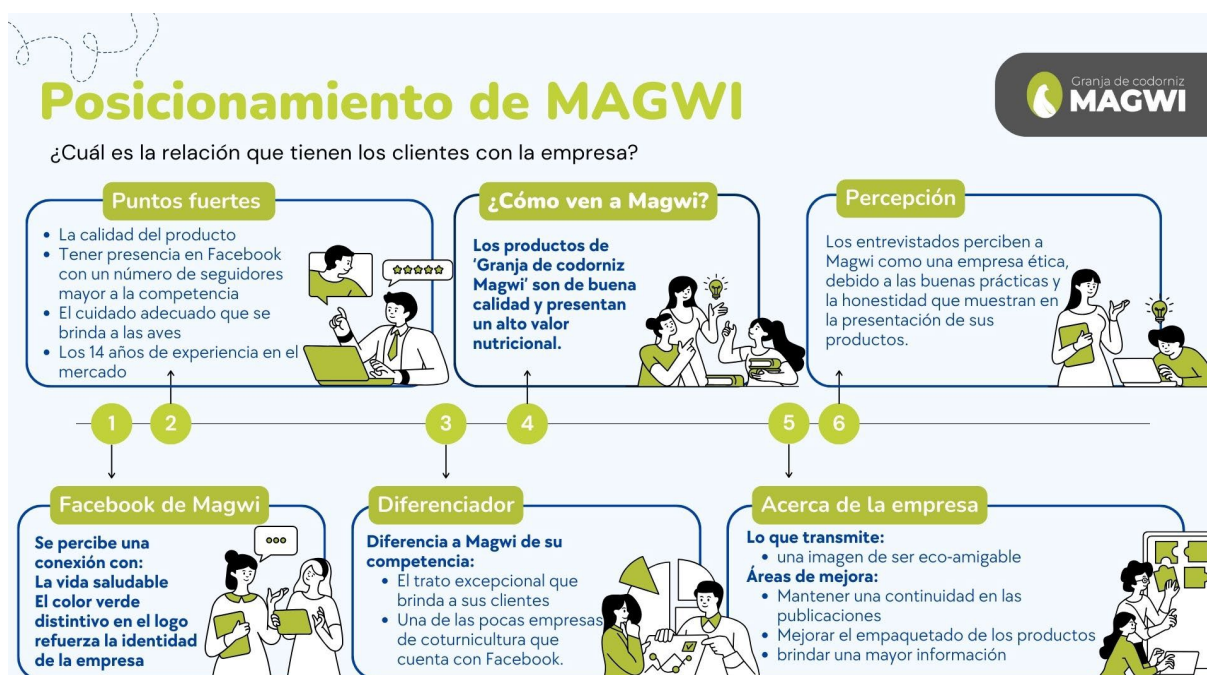 Posicionamiento de MAGWI
Granja de codorniz
MAGWI
¿Cuál es la relación que tienen los clientes con la empresa?
Puntos fuertes
La calidad del producto
Tener presencia en Facebook
con un número de seguidores
mayor a la competencia
El cuidado adecuado que se
brinda a las aves
Los 14 años de experiencia en el
mercado
¿Cómo ven a Magwi?
Los productos de
'Granja de codorniz
Magwi' son de buena
calidad y presentan
un alto valor
nutricional.
Percepción
Los entrevistados perciben a
Magwi como una empresa ética,
debido a las buenas prácticas y
la honestidad que muestran en
la presentación de sus
productos.
1
2
3
4
5
6
Facebook de Magwi
Se percibe una
conexión con:
La vida saludable
El color verde
distintivo en el logo
refuerza la identidad
de la empresa
Diferenciador
Diferencia a Magwi de su
competencia:
El trato excepcional que
brinda a sus clientes
Una de las pocas empresas
de coturnicultura que
cuenta con Facebook.
Acerca de la empresa
Lo que transmite:
una imagen de ser eco-amigable
Áreas de mejora:
Mantener una continuidad en las
publicaciones
Mejorar el empaquetado de los productos
brindar una mayor información